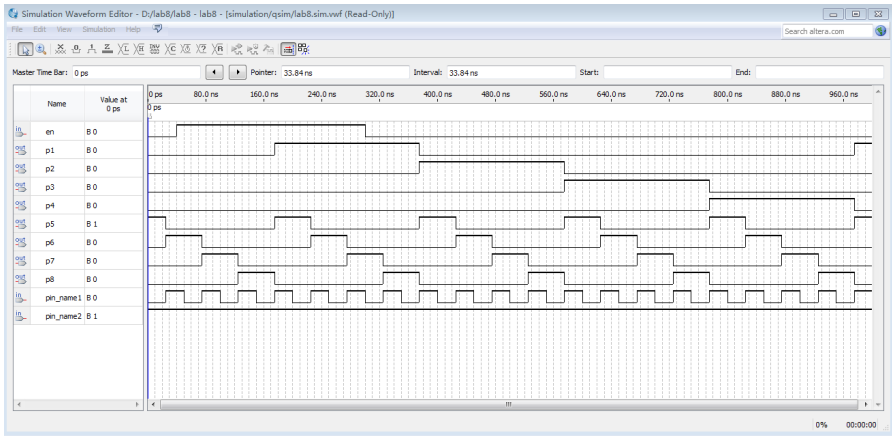 Simulation Waveform Editor - D:/lab8/lab8 - lab8 - [simulation/qsim/lab8.sim.vwf (Read-Only)]
File Edit View Simulation Help
Search altera.com
Master Time Bar: 0 ps Pointer: 33.84 ns Interval: 33.84 ns Start: End:
Name Value at 0 ps
0 ps 80.0 ns 160.0 ns 240.0 ns 320.0 ns 400.0 ns 480.0 ns 560.0 ns 640.0 ns 720.0 ns 800.0 ns 880.0 ns 960.0 ns
0 ps
in en B 0
out p1 B 0
out p2 B 0
out p3 B 0
out p4 B 0
out p5 B 1
out p6 B 0
out p7 B 0
out p8 B 0
in pin_name1 B 0
in pin_name2 B 1
0% 00:00:00